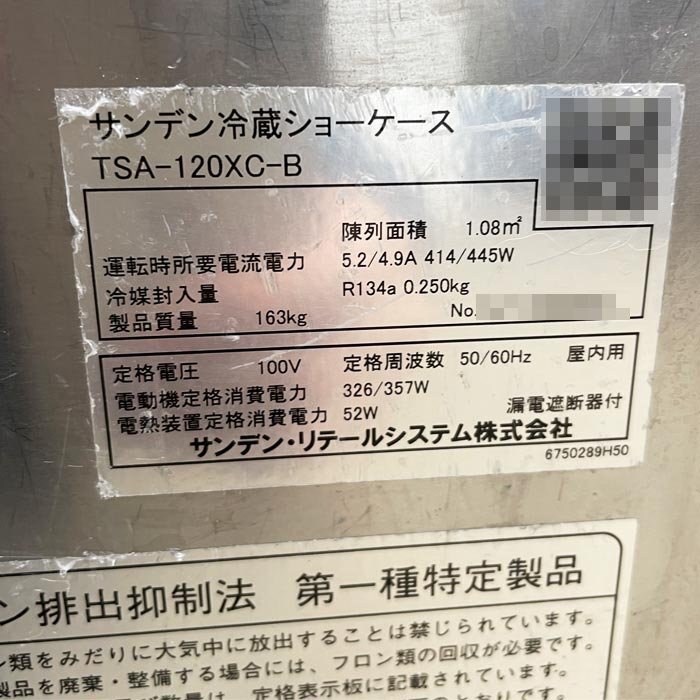 サンデン冷蔵ショーケース
TSA-120XC-B
陳列面積 1.08㎡
運転時所要電流電力 5.2/4.9A 414/445W
冷媒封入量 R134a 0.250kg
製品質量 163kg No.
定格電圧 100V 定格周波数 50/60Hz 屋内用
電動機定格消費電力 326/357W
電熱装置定格消費電力 52W 漏電遮断器付
サンデン・リテールシステム株式会社
6750289H50
ン排出抑制法 第一種特定製品
ン類をみだりに大気中に放出することは禁じられています。
製品を廃棄・整備する場合には、フロン類の回収が必要です。
数量は、定格表示板に記載されています。